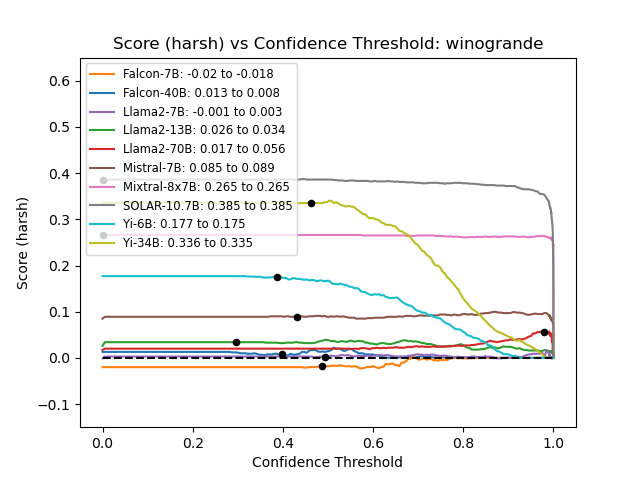 Score (harsh) vs Confidence Threshold: winogrande
Falcon-7B: -0.02 to -0.018
Falcon-40B: 0.013 to 0.008
Llama2-7B: -0.001 to 0.003
Llama2-13B: 0.026 to 0.034
Llama2-70B: 0.017 to 0.056
Mistral-7B: 0.085 to 0.089
Mixtral-8x7B: 0.265 to 0.265
SOLAR-10.7B: 0.385 to 0.385
Yi-6B: 0.177 to 0.175
Yi-34B: 0.336 to 0.335
Score (harsh)
0.6
0.5
0.4
0.3
0.2
0.1
0.0
−0.1
0.0 0.2 0.4 0.6 0.8 1.0
Confidence Threshold